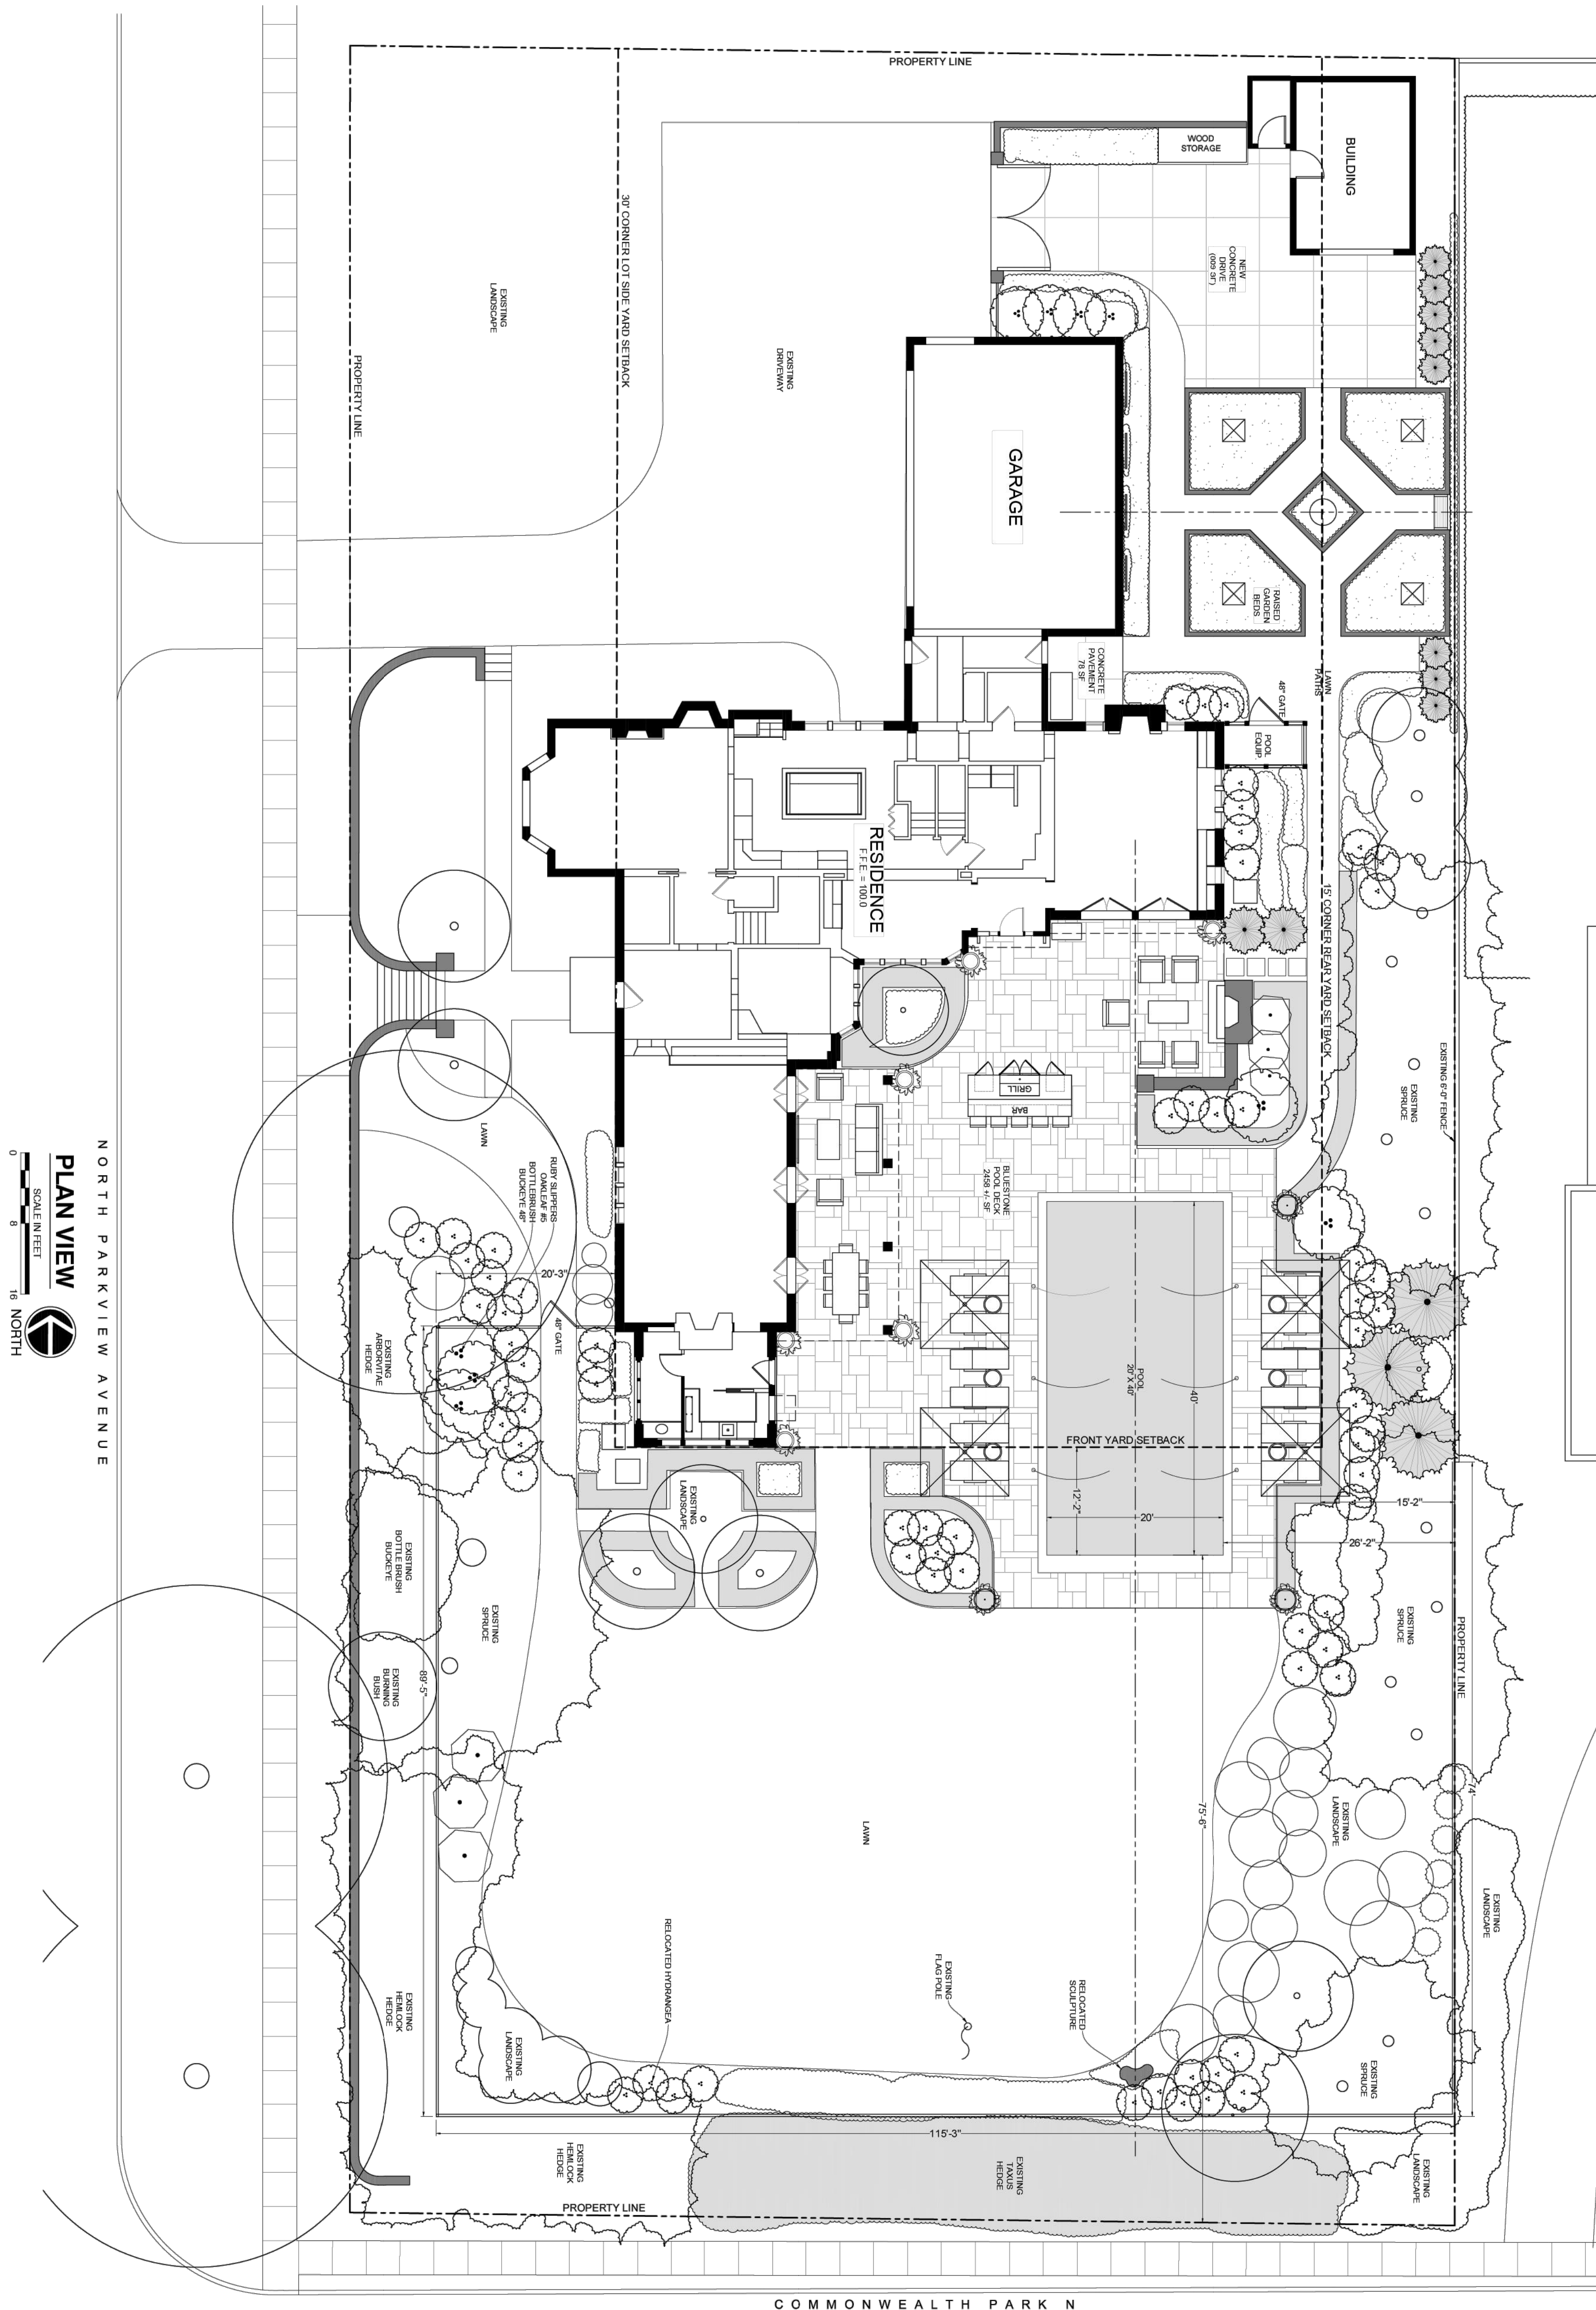 PROPERTY LINE
WOOD
STORAGE
BUILDING
NEW
CONCRETE
DRIVE
30' CORNER LOT SIDE YARD SETBACK
EXISTING
LANDSCAPE
EXISTING
DRIVEWAY
PROPERTY LINE
GARAGE
RAISED
GARDEN
BEDS
CONCRETE
PAVEMENT
78 SF
LAWN
PATHS
48" GATE
POOL
EQUIP.
RESIDENCE
F.F.E. = 100.0
15' CORNER REAR YARD SETBACK
EXISTING 6'-0" FENCE
EXISTING
SPRUCE
GRILL
BAR
LAWN
BLUESTONE
POOL DECK
2458 +/- SF
RUBY SLIPPERS
OAKLEAF #5
BOTTLEBRUSH
BUCKEYE 48"
20'-3"
48" GATE
EXISTING
ARBORVITAE
HEDGE
POOL
20' X 40'
40'
FRONT YARD SETBACK
12'-2"
20'
15'-2"
26'-2"
EXISTING
LANDSCAPE
EXISTING
BOTTLE BRUSH
BUCKEYE
EXISTING
SPRUCE
EXISTING
SPRUCE
PROPERTY LINE
EXISTING
BURNING
BUSH
89'-5"
74'
75'-6"
LAWN
EXISTING
LANDSCAPE
EXISTING
LANDSCAPE
RELOCATED HYDRANGEA
EXISTING
FLAG POLE
RELOCATED
SCULPTURE
EXISTING
HEMLOCK
HEDGE
EXISTING
LANDSCAPE
EXISTING
SPRUCE
115'-3"
EXISTING
HEMLOCK
HEDGE
EXISTING
TAXUS
HEDGE
EXISTING
LANDSCAPE
PROPERTY LINE
NORTH PARKVIEW AVENUE
PLAN VIEW
SCALE IN FEET
0 8 16
NORTH
COMMONWEALTH PARK N